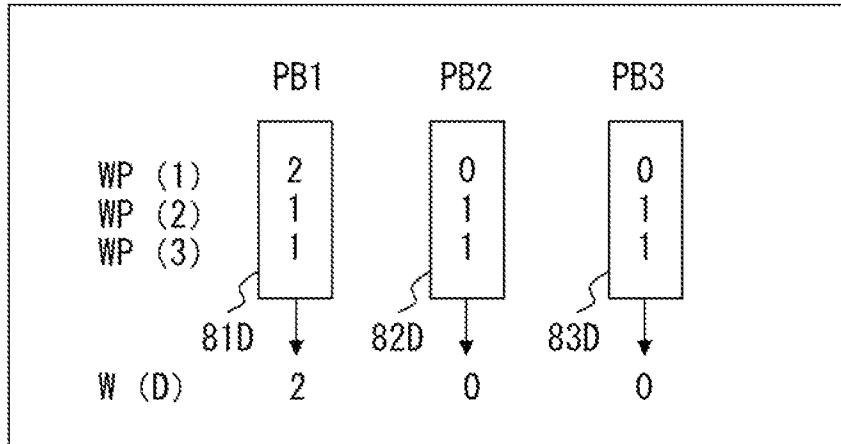 PB1 PB2 PB3
WP (1) 2 0 0
WP (2) 1 1 1
WP (3) 1 1 1
81D 82D 83D
W (D) 2 0 0